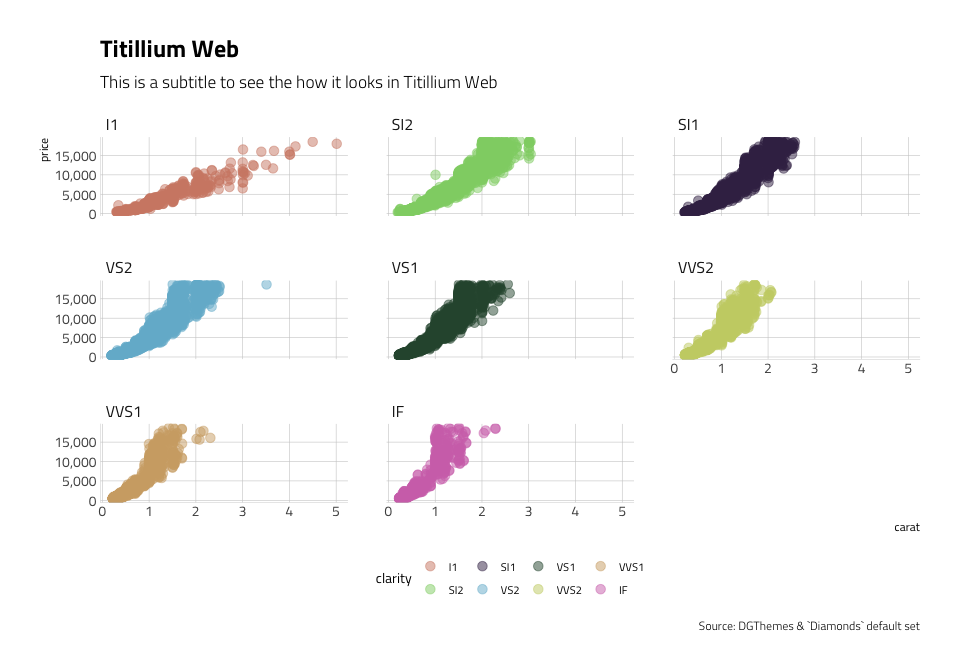 Titillium Web
This is a subtitle to see the how it looks in Titillium Web
I1
SI2
SI1
price
15,000
10,000
5,000
0
VS2
VS1
VVS2
15,000
10,000
5,000
0
0 1 2 3 4 5
VVS1
IF
15,000
10,000
5,000
0
0 1 2 3 4 5
0 1 2 3 4 5
carat
clarity
I1 SI1 VS1 VVS1
SI2 VS2 VVS2 IF
Source: DGThemes & `Diamonds` default set